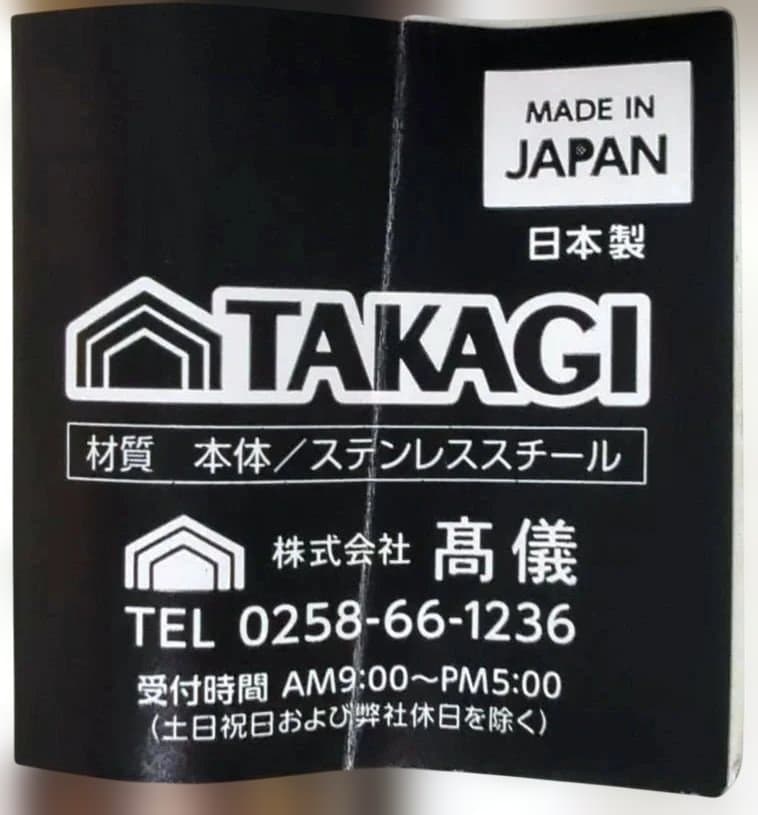 MADE IN
JAPAN
日本製
TAKAGI
材質 本体／ステンレススチール
株式会社 髙儀
TEL 0258-66-1236
受付時間 AM9:00～PM5:00
（土日祝日および弊社休日を除く）